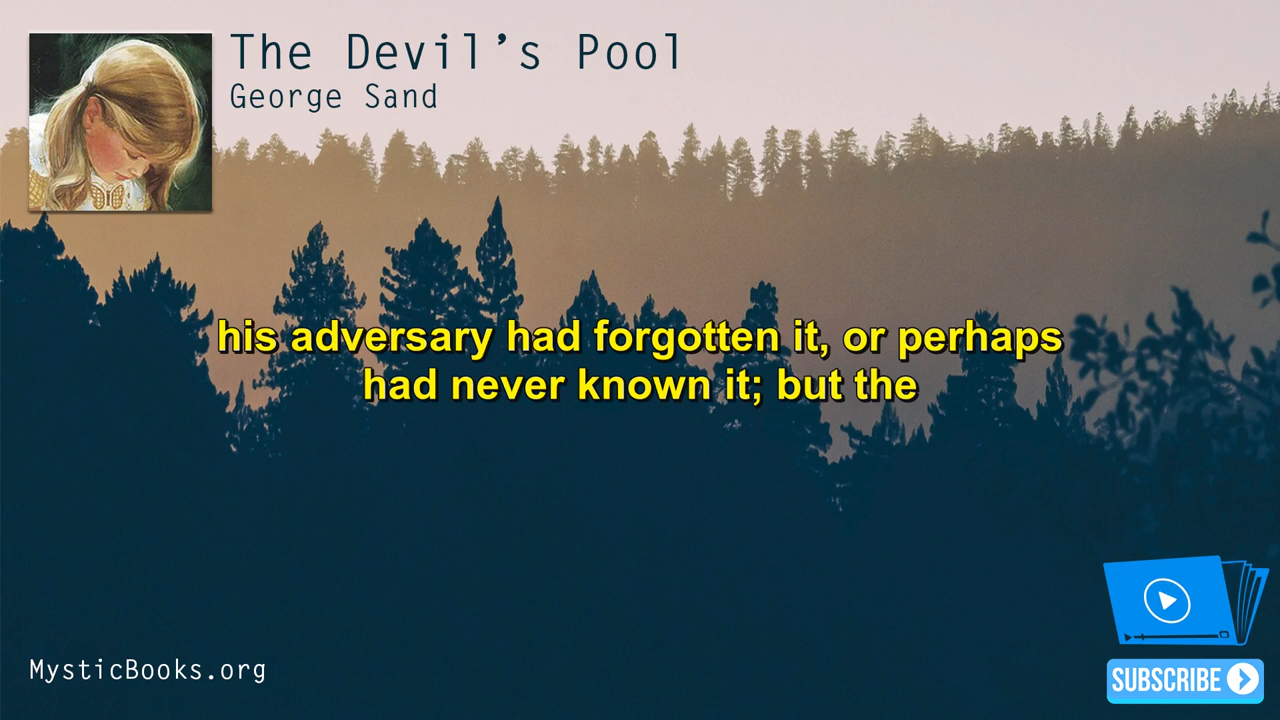 The Devil’s Pool
George Sand
his adversary had forgotten it, or perhaps
had never known it; but the
MysticBooks.org
SUBSCRIBE